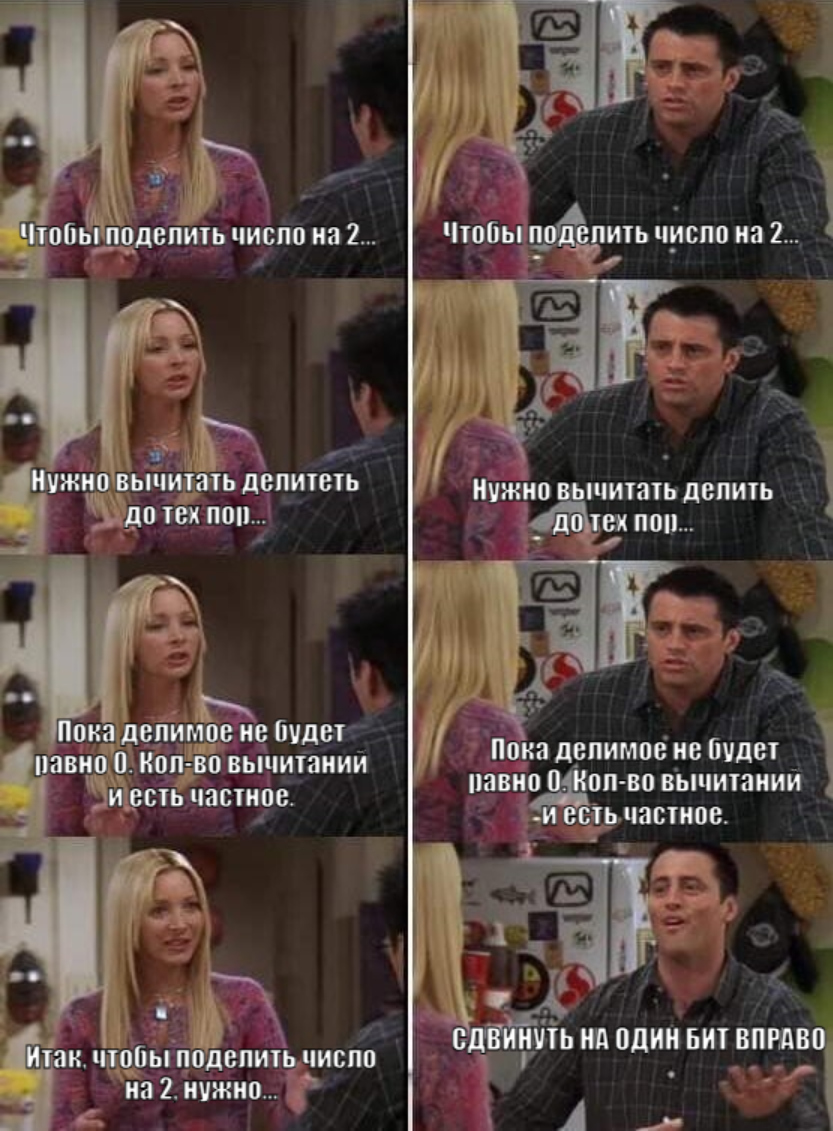 Чтобы поделить число на 2...
Чтобы поделить число на 2...
Нужно вычитать делитеть
до тех пор...
Нужно вычитать делить
до тех пор...
Пока делимое не будет
равно 0. Кол-во вычитаний
и есть частное.
Пока делимое не будет
равно 0. Кол-во вычитаний
и есть частное.
Итак, чтобы поделить число
на 2, нужно...
СДВИНУТЬ НА ОДИН БИТ ВПРАВО